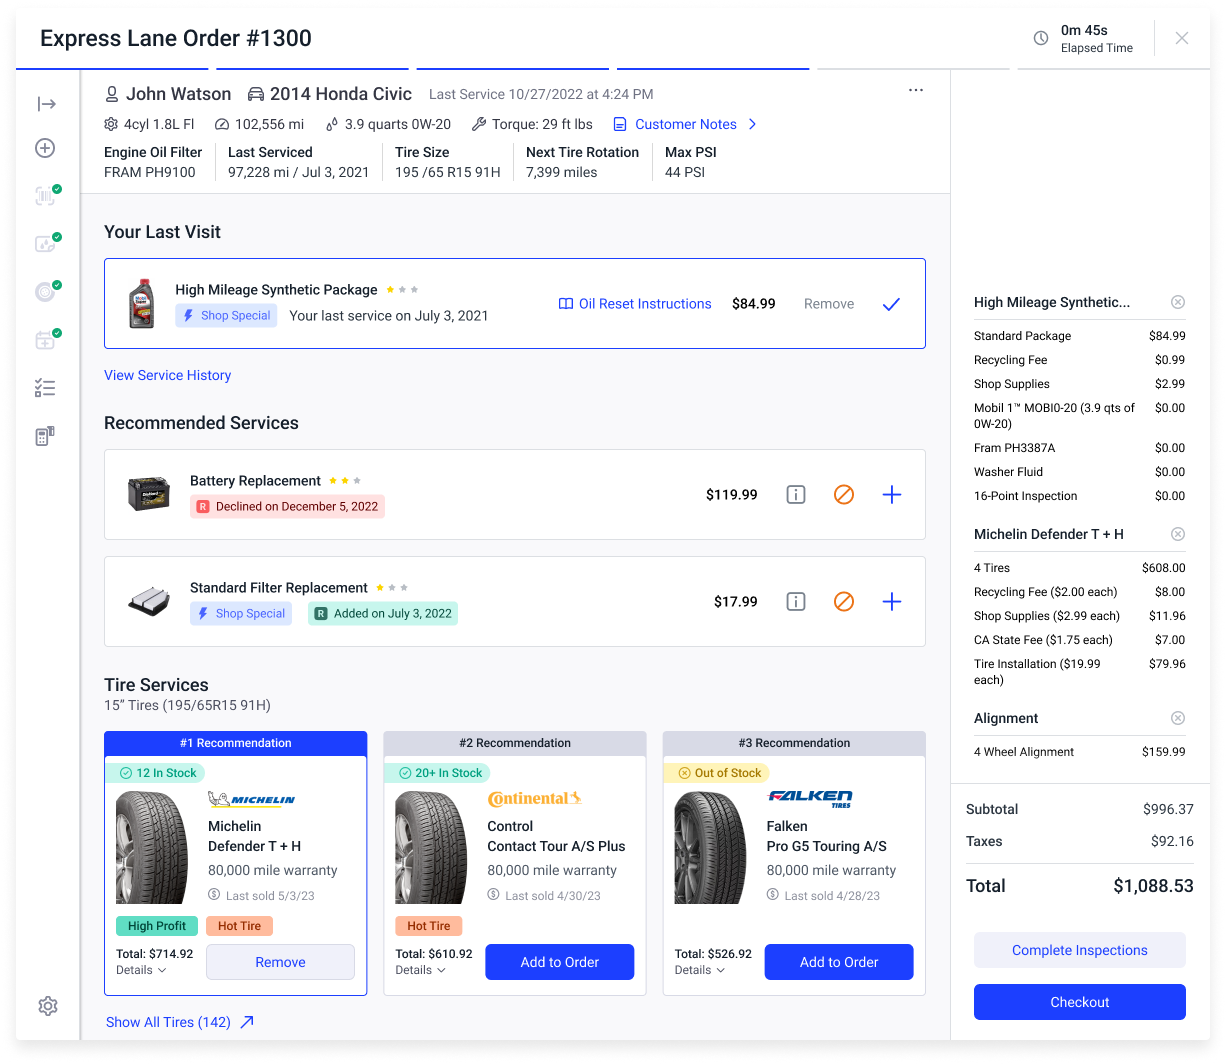 Express Lane Order #1300
0m 45s
Elapsed Time
John Watson 2014 Honda Civic Last Service 10/27/2022 at 4:24 PM
4cyl 1.8L FI 102,556 mi 3.9 quarts 0W-20 Torque: 29 ft lbs Customer Notes
Engine Oil Filter
FRAM PH9100
Last Serviced
97,228 mi / Jul 3, 2021
Tire Size
195 /65 R15 91H
Next Tire Rotation
7,399 miles
Max PSI
44 PSI
Your Last Visit
High Mileage Synthetic Package
Shop Special Your last service on July 3, 2021
Oil Reset Instructions $84.99 Remove
View Service History
Recommended Services
Battery Replacement
R Declined on December 5, 2022
$119.99
Standard Filter Replacement
Shop Special R Added on July 3, 2022
$17.99
Tire Services
15” Tires (195/65R15 91H)
#1 Recommendation
12 In Stock
MICHELIN
Michelin
Defender T + H
80,000 mile warranty
Last sold 5/3/23
High Profit Hot Tire
Total: $714.92
Details
Remove
#2 Recommendation
20+ In Stock
Continental
Control
Contact Tour A/S Plus
80,000 mile warranty
Last sold 4/30/23
Hot Tire
Total: $610.92
Details
Add to Order
#3 Recommendation
Out of Stock
FALKEN
TIRES
Falken
Pro G5 Touring A/S
80,000 mile warranty
Last sold 4/28/23
Total: $526.92
Details
Add to Order
Show All Tires (142)
High Mileage Synthetic...
Standard Package $84.99
Recycling Fee $0.99
Shop Supplies $2.99
Mobil 1™ MOBI0-20 (3.9 qts of $0.00
0W-20)
Fram PH3387A $0.00
Washer Fluid $0.00
16-Point Inspection $0.00
Michelin Defender T + H
4 Tires $608.00
Recycling Fee ($2.00 each) $8.00
Shop Supplies ($2.99 each) $11.96
CA State Fee ($1.75 each) $7.00
Tire Installation ($19.99 $79.96
each)
Alignment
4 Wheel Alignment $159.99
Subtotal $996.37
Taxes $92.16
Total $1,088.53
Complete Inspections
Checkout